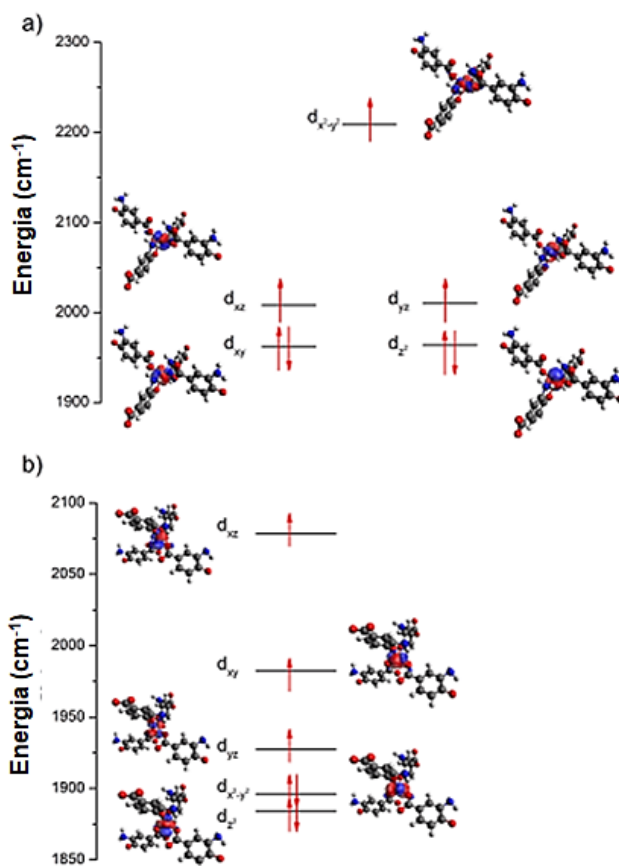 a)
2300
2200
2100
2000
1900
Energia (cm⁻¹)
dx²-y²
dxz
dyz
dxy
dz²
b)
2100
2050
2000
1950
1900
1850
Energia (cm⁻¹)
dxz
dxy
dyz
dx²-y²
dz²